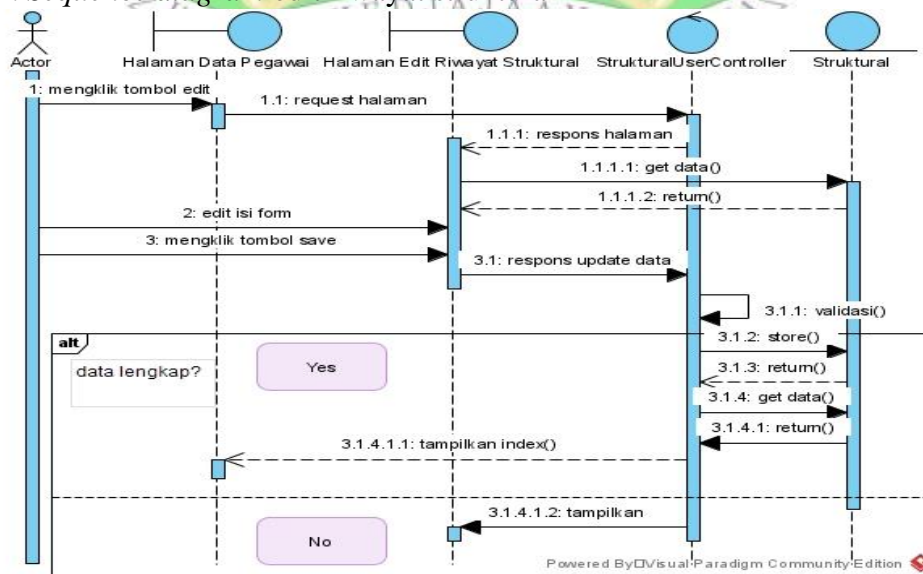 Actor
Halaman Data Pegawai
Halaman Edit Riwayat Struktural
StrukturalUserController
Struktural
1: mengklik tombol edit
1.1: request halaman
1.1.1: respons halaman
1.1.1.1: get data()
1.1.1.2: return()
2: edit isi form
3: mengklik tombol save
3.1: respons update data
3.1.1: validasi()
alt
3.1.2: store()
data lengkap?
Yes
3.1.3: return()
3.1.4: get data()
3.1.4.1: return()
3.1.4.1.1: tampilkan index()
3.1.4.1.2: tampilkan
No
Powered By Visual Paradigm Community Edition